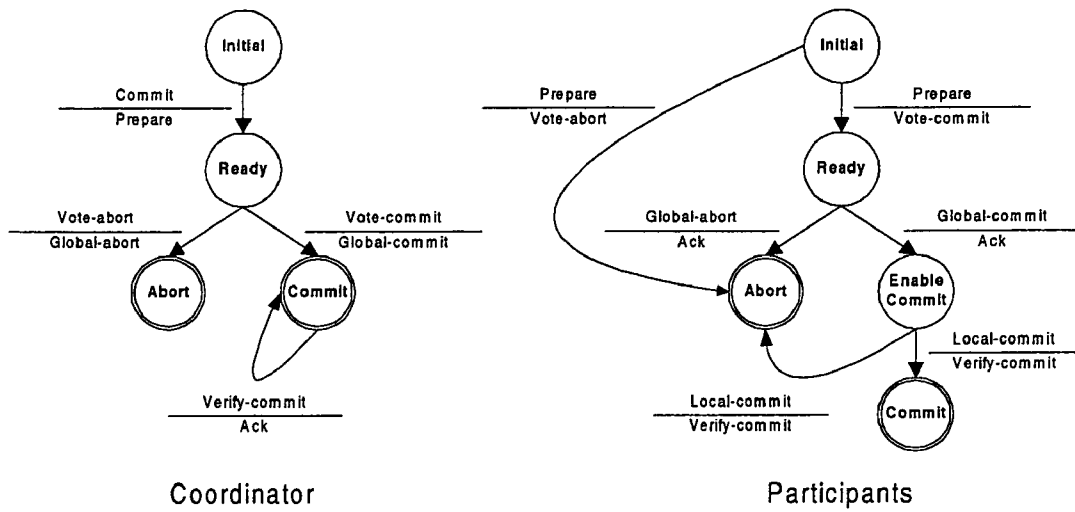 Initial
Commit
Prepare
Ready
Vote-abort
Global-abort
Vote-commit
Global-commit
Abort
Commit
Verify-commit
Ack
Coordinator
Initial
Prepare
Vote-abort
Prepare
Vote-commit
Ready
Global-abort
Ack
Global-commit
Ack
Abort
Enable
Commit
Local-commit
Verify-commit
Local-commit
Verify-commit
Commit
Participants